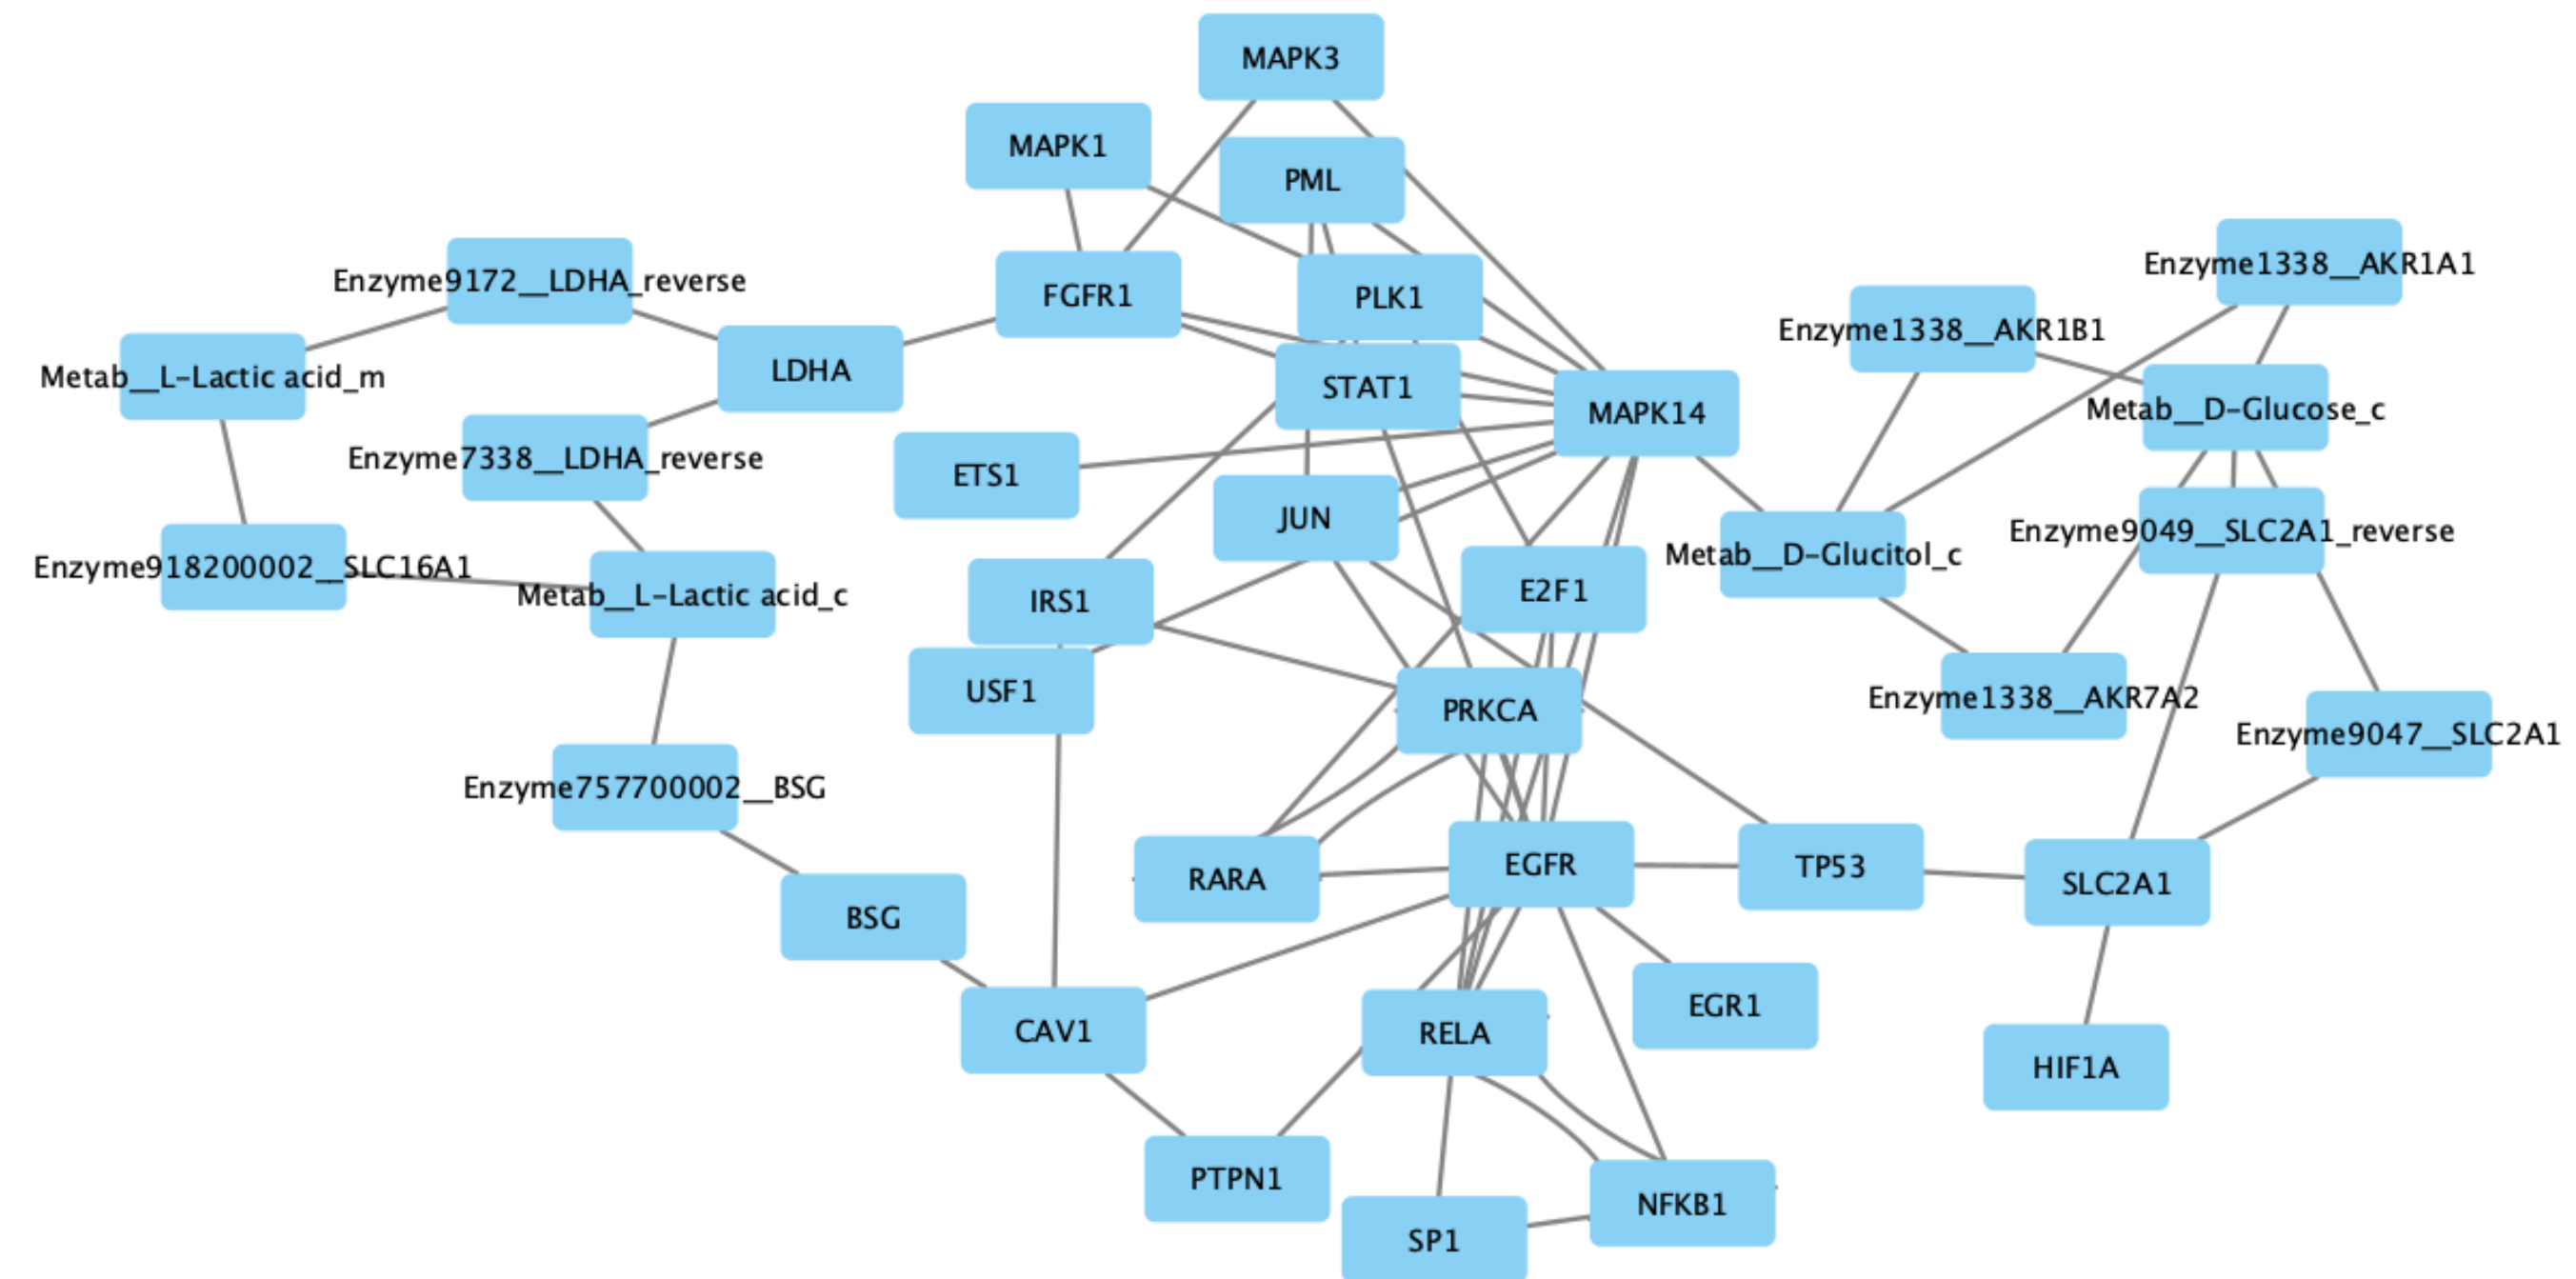 MAPK3
MAPK1
PML
Enzyme1338__AKR1A1
Enzyme9172__LDHA_reverse
FGFR1
PLK1
Enzyme1338__AKR1B1
LDHA
Metab__L-Lactic acid_m
STAT1
MAPK14
Metab__D-Glucose_c
Enzyme7338__LDHA_reverse
ETS1
JUN
Enzyme9049__SLC2A1_reverse
Metab__D-Glucitol_c
Enzyme918200002__SLC16A1
Metab__L-Lactic acid_c
IRS1
E2F1
USF1
PRKCA
Enzyme1338__AKR7A2
Enzyme9047__SLC2A1
Enzyme757700002__BSG
RARA
EGFR
TP53
SLC2A1
BSG
CAV1
RELA
EGR1
HIF1A
PTPN1
NFKB1
SP1